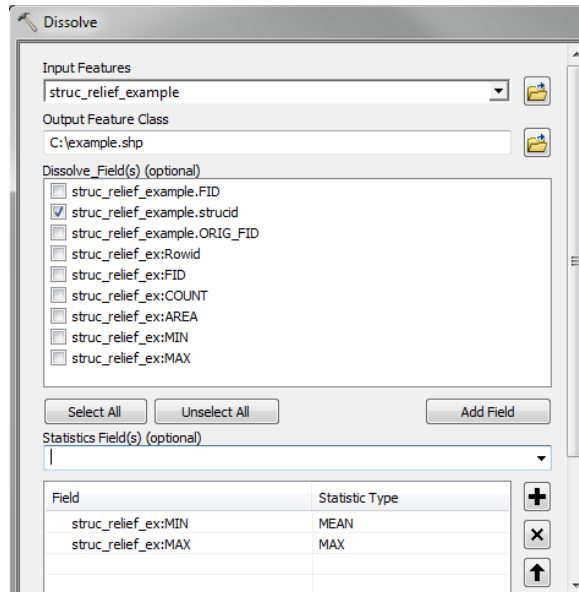 Dissolve
Input Features
struc_relief_example
Output Feature Class
C:\example.shp
Dissolve_Field(s) (optional)
struc_relief_example.FID
struc_relief_example.strucid
struc_relief_example.ORIG_FID
struc_relief_ex:Rowid
struc_relief_ex:FID
struc_relief_ex:COUNT
struc_relief_ex:AREA
struc_relief_ex:MIN
struc_relief_ex:MAX
Select All Unselect All Add Field
Statistics Field(s) (optional)
Field Statistic Type
struc_relief_ex:MIN MEAN
struc_relief_ex:MAX MAX